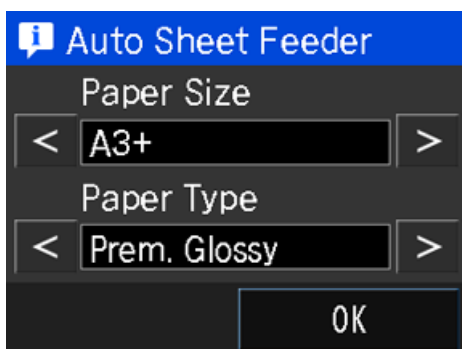 Auto Sheet Feeder
Paper Size
< A3+ >
Paper Type
< Prem. Glossy >
OK